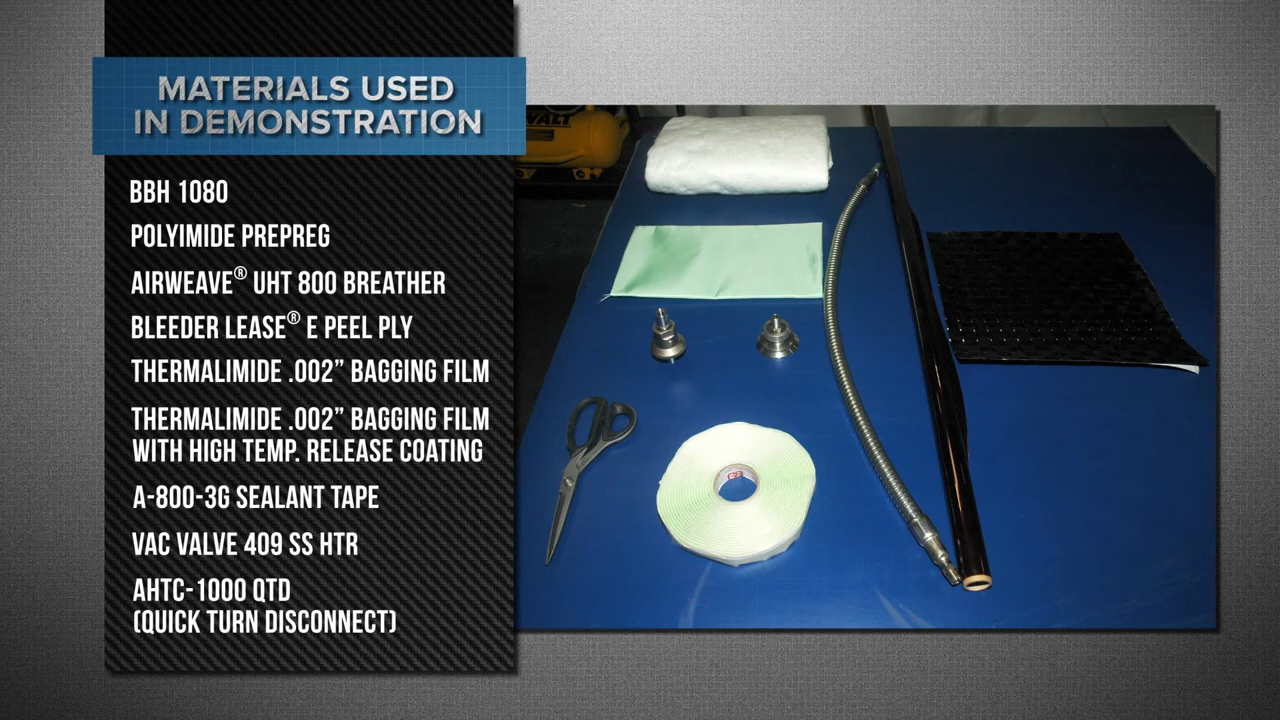 MATERIALS USED
IN DEMONSTRATION
BBH 1080
POLYIMIDE PREPREG
AIRWEAVE® UHT 800 BREATHER
BLEEDER LEASE® E PEEL PLY
THERMALIMIDE .002” BAGGING FILM
THERMALIMIDE .002” BAGGING FILM
WITH HIGH TEMP. RELEASE COATING
A-800-3G SEALANT TAPE
VAC VALVE 409 SS HTR
AHTC-1000 QTD
(QUICK TURN DISCONNECT)